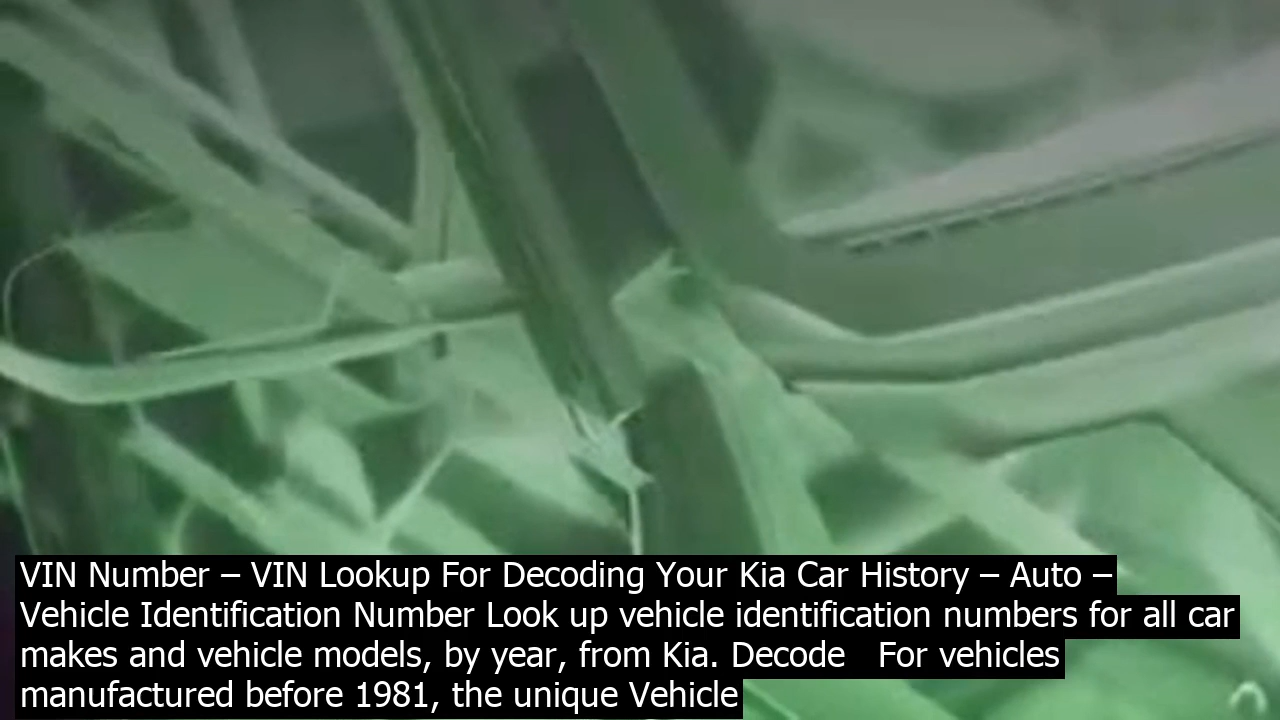 VIN Number – VIN Lookup For Decoding Your Kia Car History – Auto –
Vehicle Identification Number Look up vehicle identification numbers for all car
makes and vehicle models, by year, from Kia. Decode   For vehicles
manufactured before 1981, the unique Vehicle